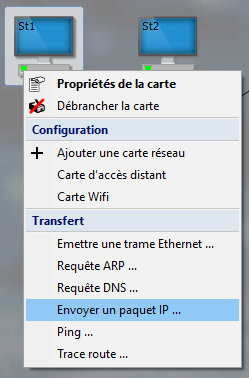 St1
St2
Propriétés de la carte
Débrancher la carte
Configuration
Ajouter une carte réseau
Carte d'accès distant
Carte Wifi
Transfert
Emettre une trame Ethernet ...
Requête ARP ...
Requête DNS ...
Envoyer un paquet IP ...
Ping ...
Trace route ...